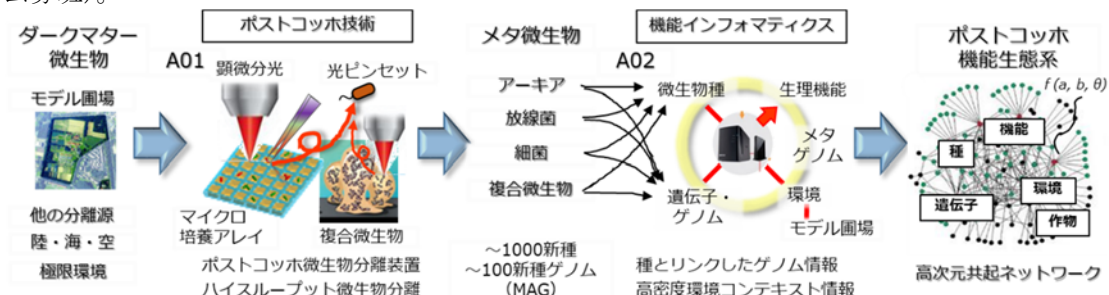 ダークマター
微生物
モデル圃場
他の分離源
陸・海・空
極限環境
ポストコッホ技術
A01
顕微分光
光ピンセット
マイクロ
培養アレイ
複合微生物
ポストコッホ微生物分離装置
ハイスループット微生物分離
メタ微生物
アーキア
放線菌
細菌
複合微生物
～1000新種
～100新種ゲノム
（MAG）
機能インフォマティクス
A02
微生物種
生理機能
メタ
ゲノム
遺伝子・
ゲノム
環境
モデル圃場
種とリンクしたゲノム情報
高密度環境コンテキスト情報
ポストコッホ
機能生態系
f (a, b, θ)
機能
種
環境
遺伝子
作物
高次元共起ネットワーク